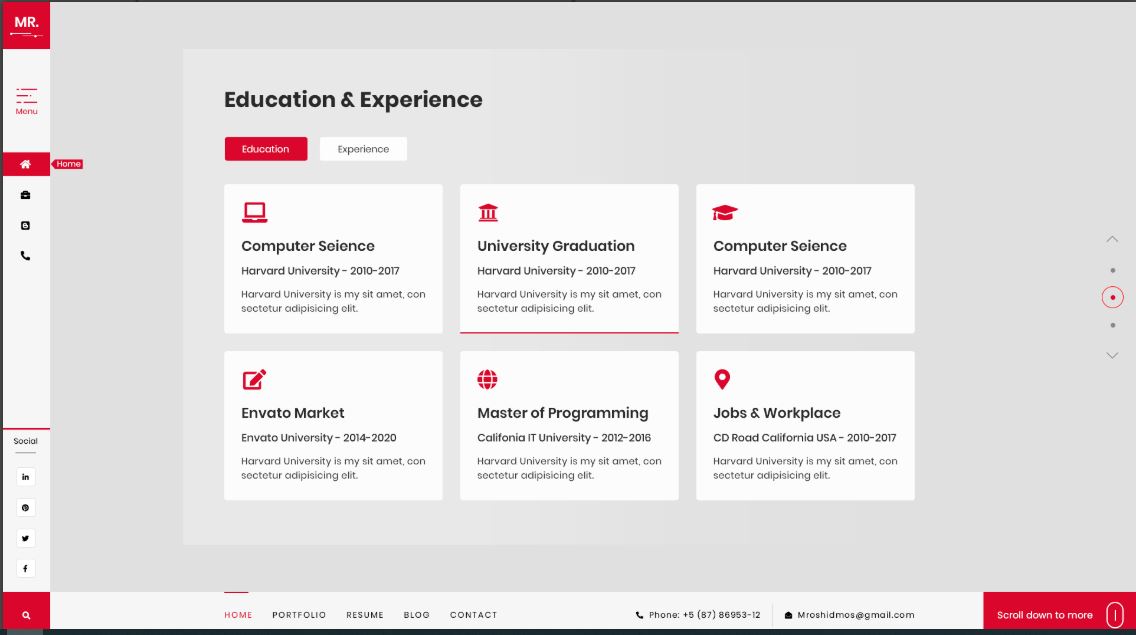 MR.
Menu
Home
Social
Education & Experience
Education
Experience
Computer Seience
Harvard University - 2010-2017
Harvard University is my sit amet, con
sectetur adipisicing elit.
University Graduation
Harvard University - 2010-2017
Harvard University is my sit amet, con
sectetur adipisicing elit.
Computer Seience
Harvard University - 2010-2017
Harvard University is my sit amet, con
sectetur adipisicing elit.
Envato Market
Envato University - 2014-2020
Harvard University is my sit amet, con
sectetur adipisicing elit.
Master of Programming
Califonia IT University - 2012-2016
Harvard University is my sit amet, con
sectetur adipisicing elit.
Jobs & Workplace
CD Road California USA - 2010-2017
Harvard University is my sit amet, con
sectetur adipisicing elit.
HOME PORTFOLIO RESUME BLOG CONTACT
Phone: +5 (87) 86953-12
Mroshidmos@gmail.com
Scroll down to more